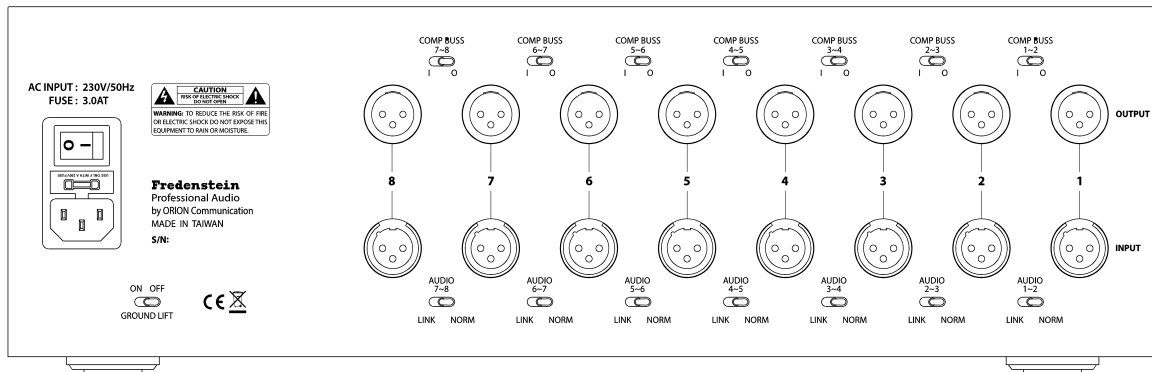 COMP BUSS 7~8
I O
COMP BUSS 6~7
I O
COMP BUSS 5~6
I O
COMP BUSS 4~5
I O
COMP BUSS 3~4
I O
COMP BUSS 2~3
I O
COMP BUSS 1~2
I O
AC INPUT : 230V/50Hz
FUSE : 3.0AT
CAUTION
RISK OF ELECTRIC SHOCK
DO NOT OPEN
WARNING: TO REDUCE THE RISK OF FIRE
OR ELECTRIC SHOCK DO NOT EXPOSE THIS
EQUIPMENT TO RAIN OR MOISTURE.
O I
USE ONLY WITH A 250V FUSE
Fredenstein
Professional Audio
by ORION Communication
MADE IN TAIWAN
S/N:
ON OFF
GROUND LIFT
CE
OUTPUT
8 7 6 5 4 3 2 1
INPUT
AUDIO 7~8
LINK NORM
AUDIO 6~7
LINK NORM
AUDIO 5~6
LINK NORM
AUDIO 4~5
LINK NORM
AUDIO 3~4
LINK NORM
AUDIO 2~3
LINK NORM
AUDIO 1~2
LINK NORM